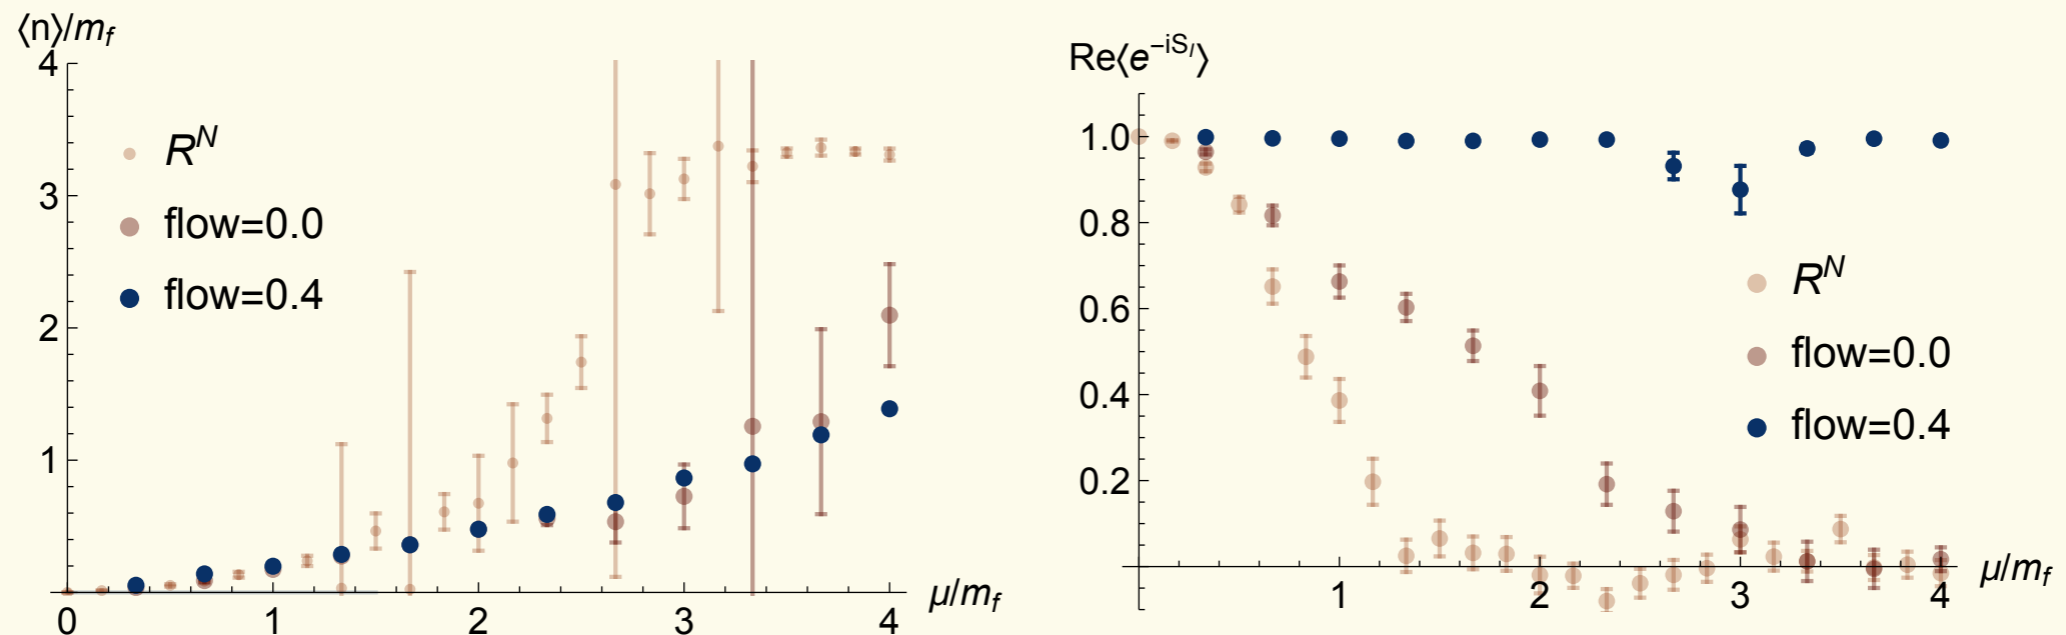 ⟨n⟩/m_f
4
3
2
1
0
1
2
3
4
μ/m_f
R^N
flow=0.0
flow=0.4
Re⟨e^{-iS_I}⟩
1.0
0.8
0.6
0.4
0.2
1
2
3
4
μ/m_f
R^N
flow=0.0
flow=0.4